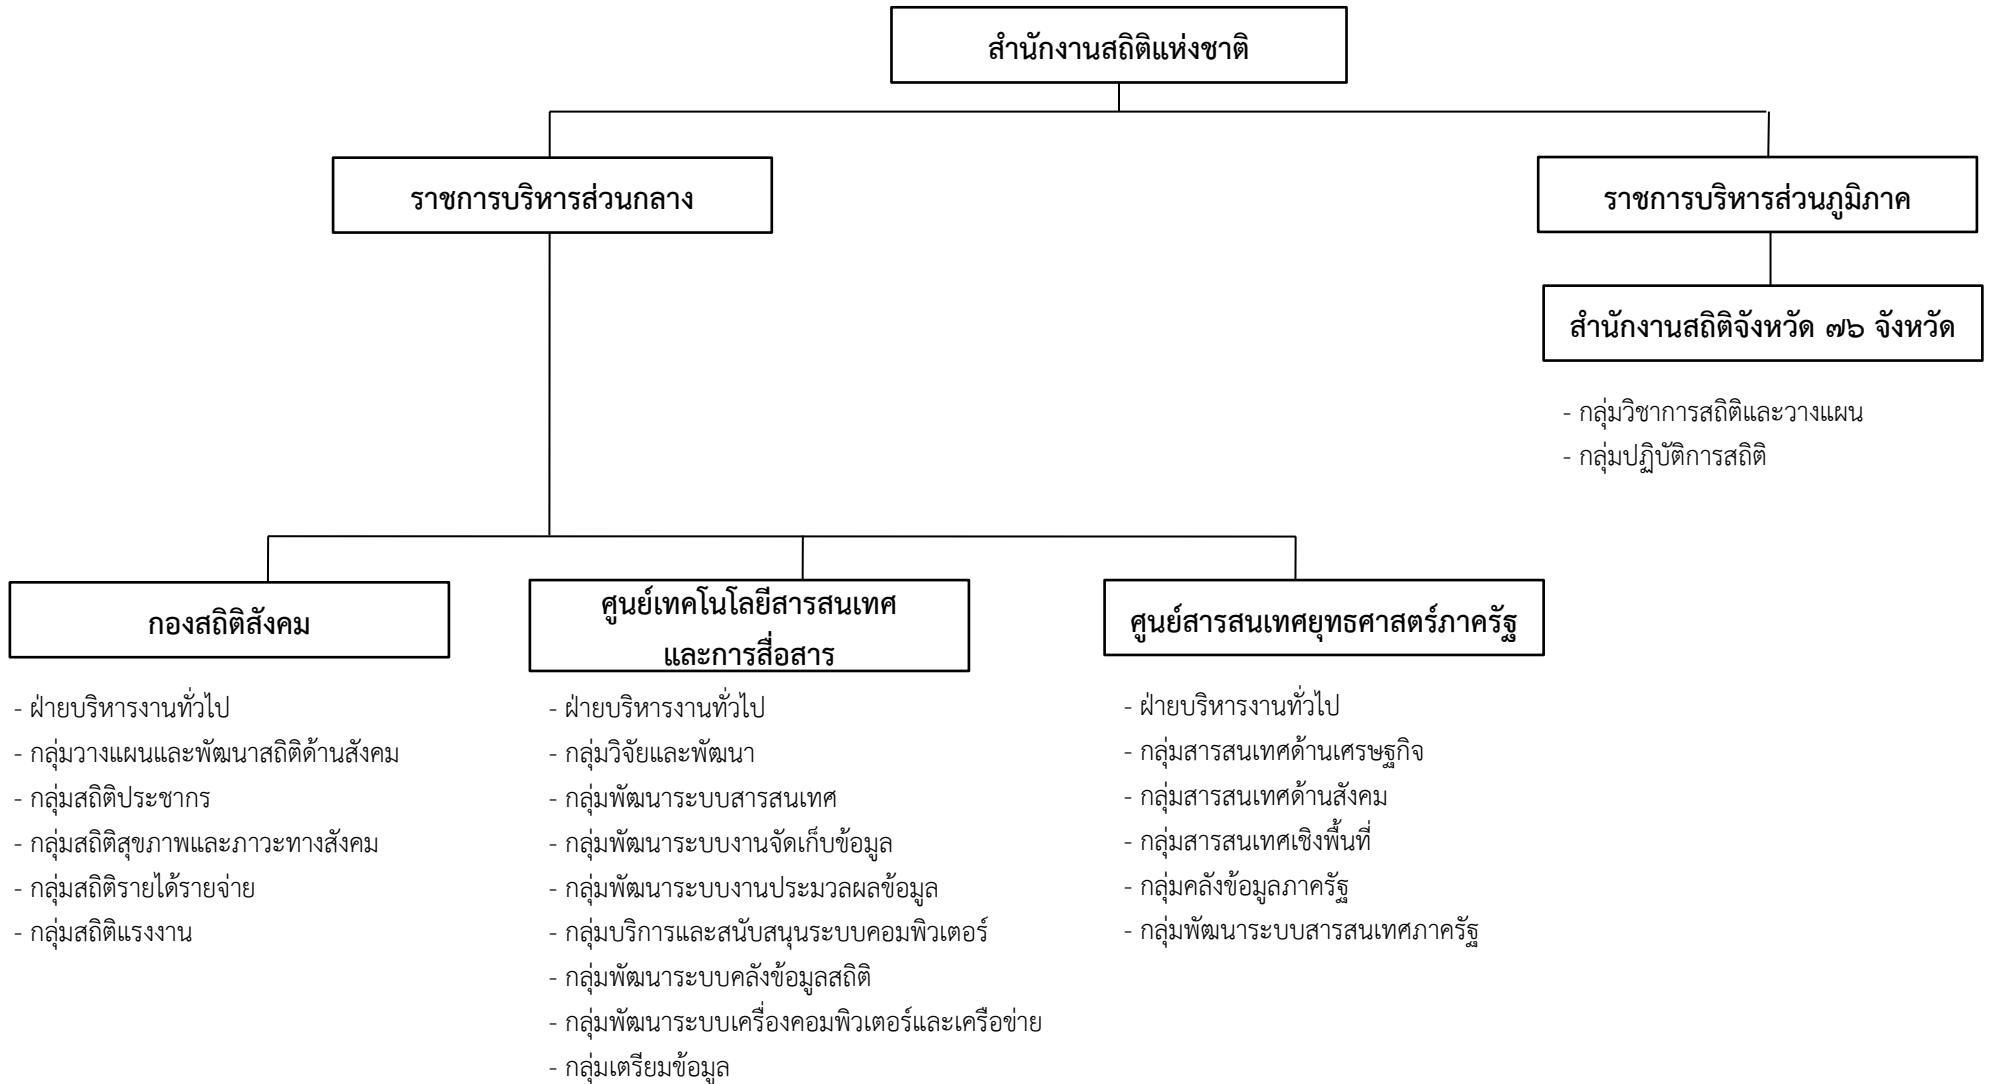 สำนักงานสถิติแห่งชาติ
ราชการบริหารส่วนกลาง
ราชการบริหารส่วนภูมิภาค
สำนักงานสถิติจังหวัด ๗๖ จังหวัด
- กลุ่มวิชาการสถิติและวางแผน
- กลุ่มปฏิบัติการสถิติ
กองสถิติสังคม
- ฝ่ายบริหารงานทั่วไป
- กลุ่มวางแผนและพัฒนาสถิติด้านสังคม
- กลุ่มสถิติประชากร
- กลุ่มสถิติสุขภาพและภาวะทางสังคม
- กลุ่มสถิติรายได้รายจ่าย
- กลุ่มสถิติแรงงาน
ศูนย์เทคโนโลยีสารสนเทศ
และการสื่อสาร
- ฝ่ายบริหารงานทั่วไป
- กลุ่มวิจัยและพัฒนา
- กลุ่มพัฒนาระบบสารสนเทศ
- กลุ่มพัฒนาระบบงานจัดเก็บข้อมูล
- กลุ่มพัฒนาระบบงานประมวลผลข้อมูล
- กลุ่มบริการและสนับสนุนระบบคอมพิวเตอร์
- กลุ่มพัฒนาระบบคลังข้อมูลสถิติ
- กลุ่มพัฒนาระบบเครื่องคอมพิวเตอร์และเครือข่าย
- กลุ่มเตรียมข้อมูล
ศูนย์สารสนเทศยุทธศาสตร์ภาครัฐ
- ฝ่ายบริหารงานทั่วไป
- กลุ่มสารสนเทศด้านเศรษฐกิจ
- กลุ่มสารสนเทศด้านสังคม
- กลุ่มสารสนเทศเชิงพื้นที่
- กลุ่มคลังข้อมูลภาครัฐ
- กลุ่มพัฒนาระบบสารสนเทศภาครัฐ